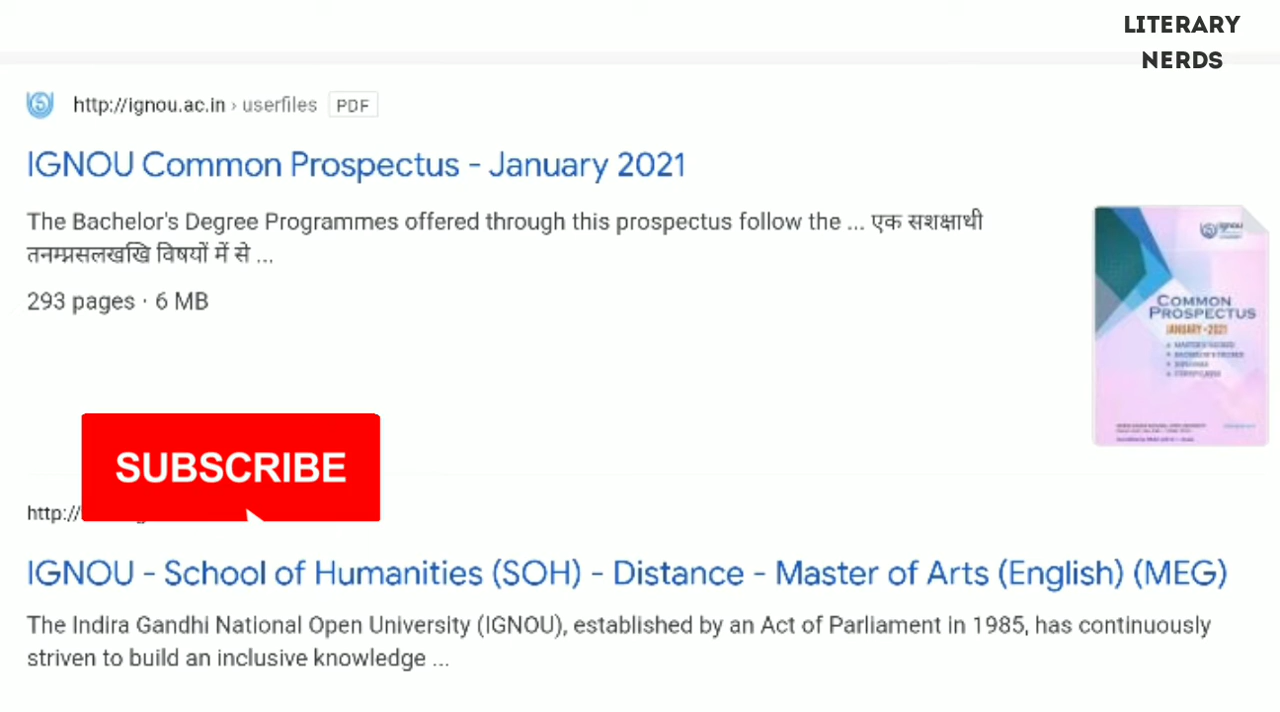 LITERARY
NERDS
http://ignou.ac.in › userfiles PDF
IGNOU Common Prospectus - January 2021
The Bachelor's Degree Programmes offered through this prospectus follow the ... एक सशक्षाथी
तनम्नसलखखि विषयों में से ...
293 pages · 6 MB
ignou
COMMON
PROSPECTUS
JANUARY - 2021
SUBSCRIBE
http://
IGNOU - School of Humanities (SOH) - Distance - Master of Arts (English) (MEG)
The Indira Gandhi National Open University (IGNOU), established by an Act of Parliament in 1985, has continuously
striven to build an inclusive knowledge ...